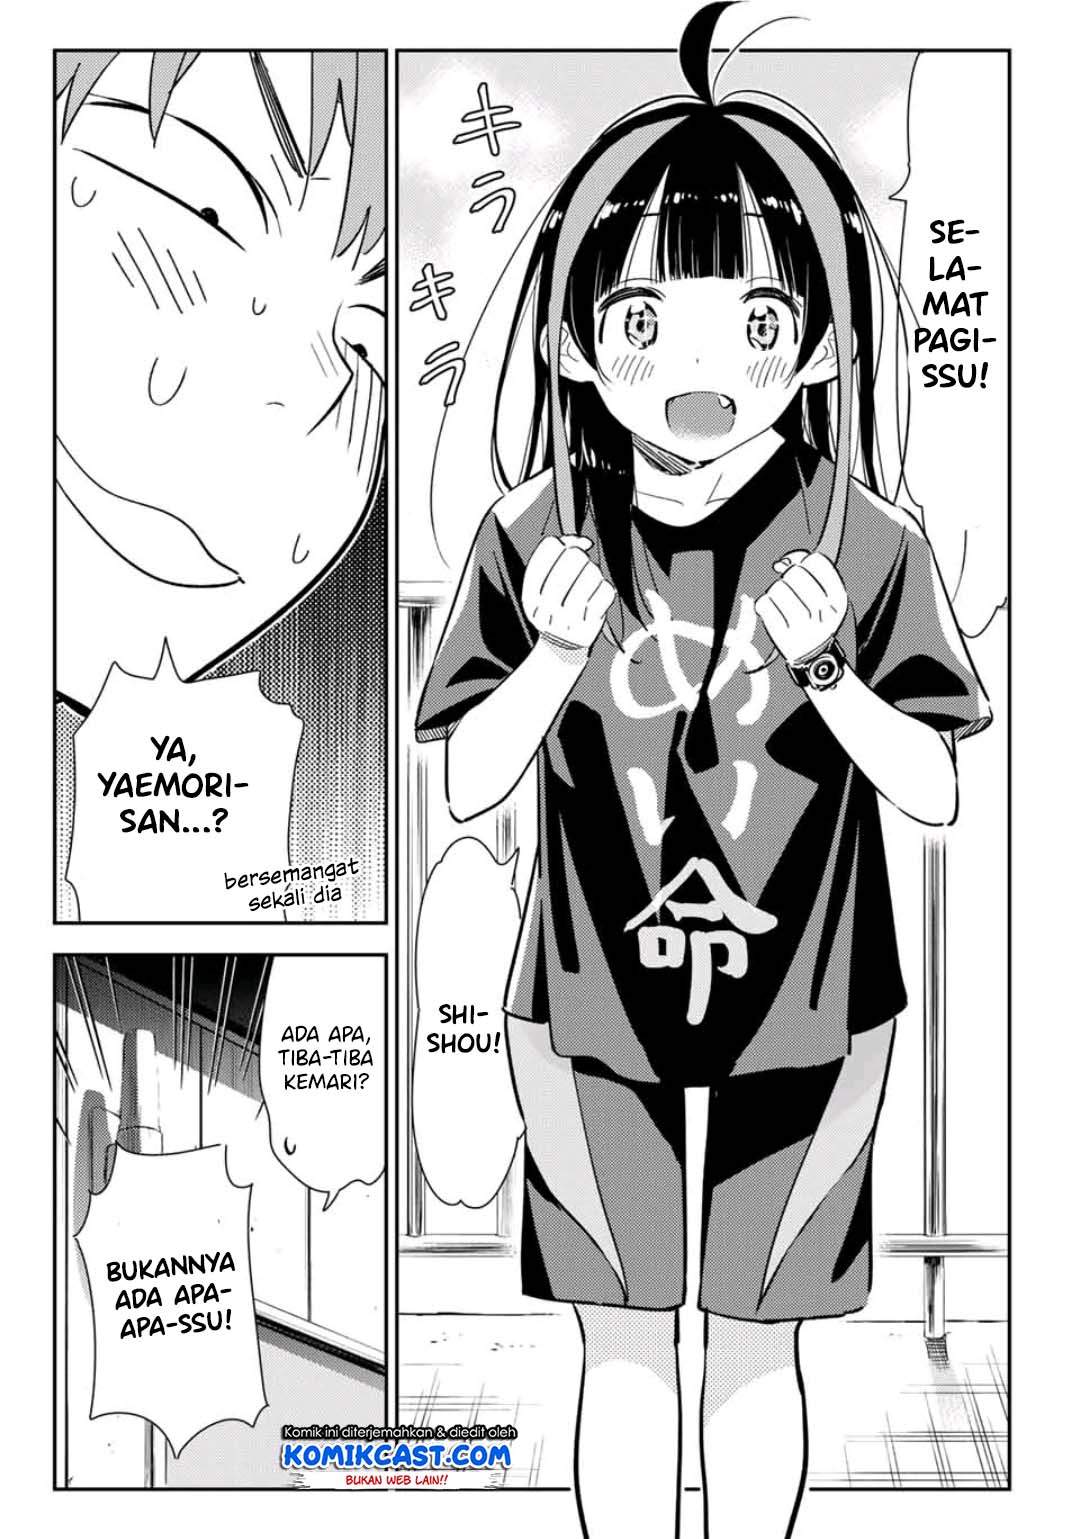 SE-
LA-
MAT
PAGI-
SSU!
キラ
キラ
めい命
SHI-
SHOU!
YA,
YAEMORI-
SAN...?
bersemangat
sekali dia
ADA APA,
TIBA-TIBA
KEMARI?
BUKANNYA
ADA APA-
APA-SSU!
Komik ini diterjemahkan & diedit oleh
KOMIKCAST.COM
BUKAN WEB LAIN!!